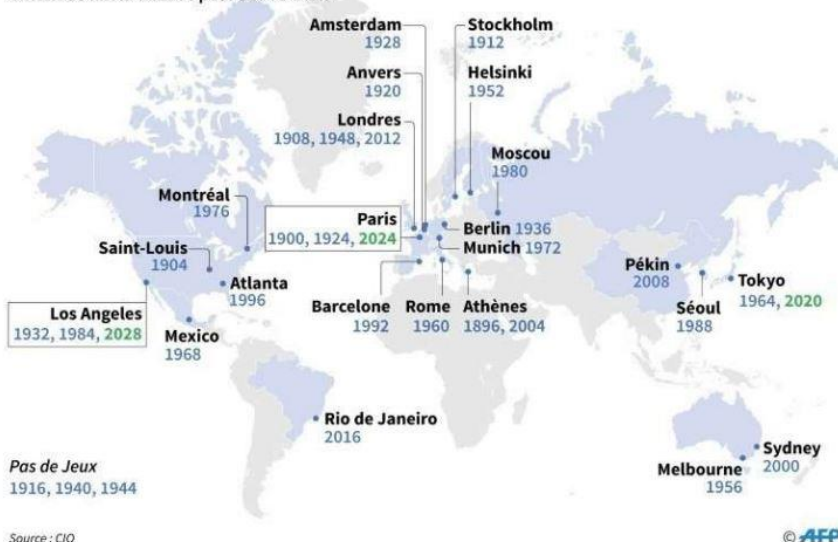 Amsterdam
1928
Stockholm
1912
Anvers
1920
Helsinki
1952
Londres
1908, 1948, 2012
Moscou
1980
Montréal
1976
Paris
1900, 1924, 2024
Berlin 1936
Munich 1972
Saint-Louis
1904
Atlanta
1996
Pékin
2008
Tokyo
1964, 2020
Séoul
1988
Los Angeles
1932, 1984, 2028
Barcelone
1992
Rome
1960
Athènes
1896, 2004
Mexico
1968
Rio de Janeiro
2016
Sydney
2000
Melbourne
1956
Pas de Jeux
1916, 1940, 1944
Source : CIO
© AFP